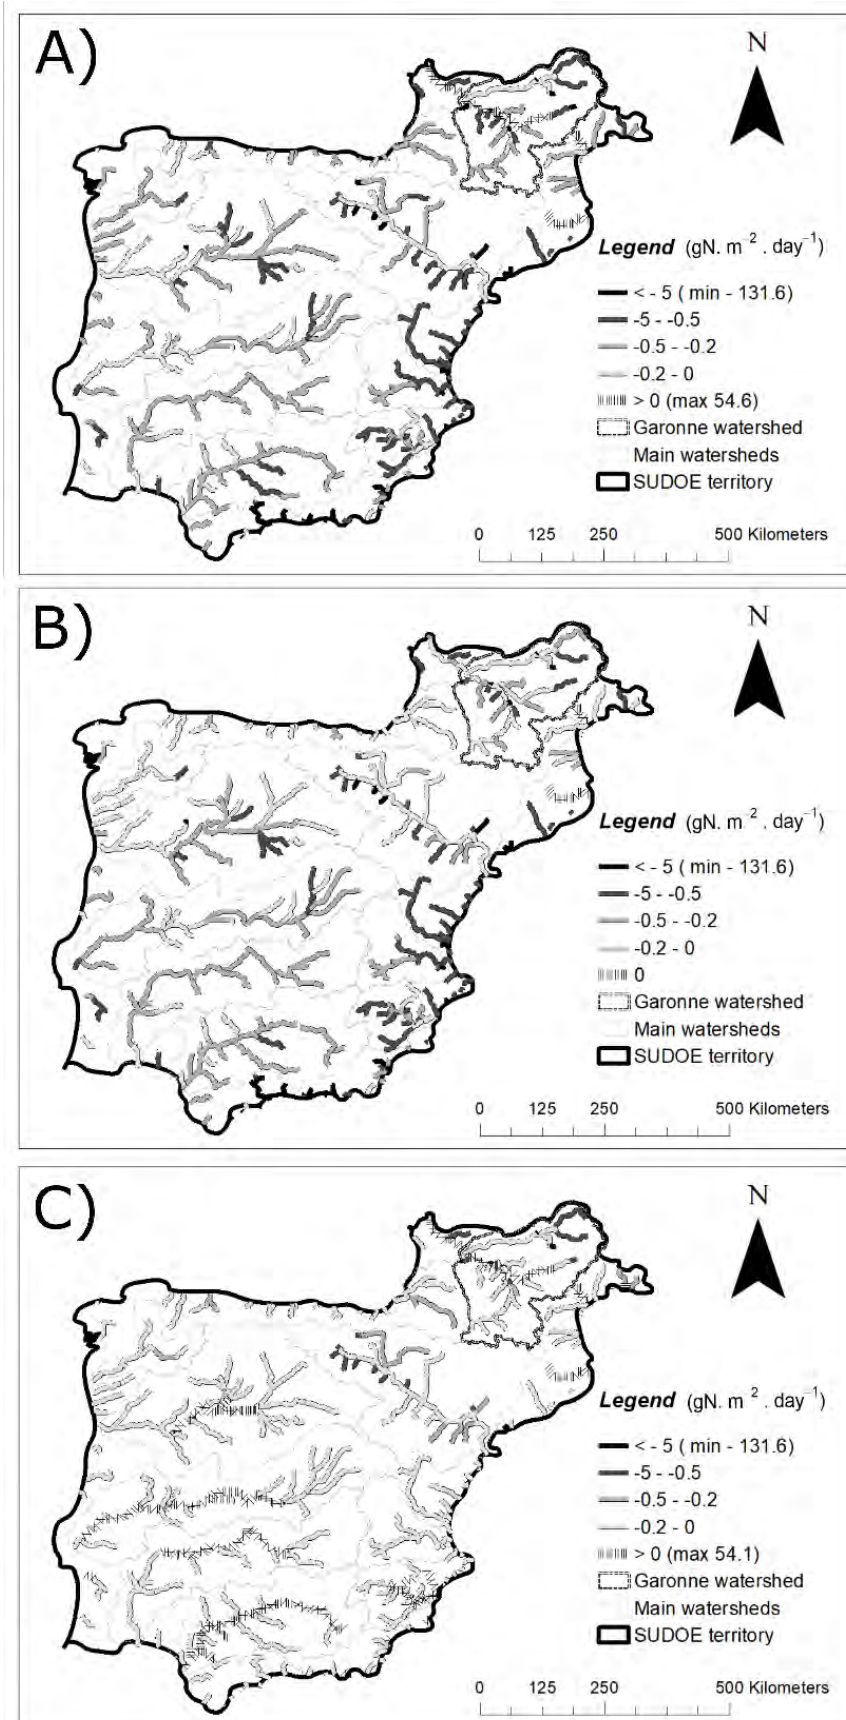 A)
N
Legend (gN. m ² . day⁻¹)
< - 5 ( min - 131.6)
-5 - -0.5
-0.5 - -0.2
-0.2 - 0
> 0 (max 54.6)
Garonne watershed
Main watersheds
SUDOE territory
0 125 250 500 Kilometers
B)
N
Legend (gN. m ² . day⁻¹)
< - 5 ( min - 131.6)
-5 - -0.5
-0.5 - -0.2
-0.2 - 0
0
Garonne watershed
Main watersheds
SUDOE territory
0 125 250 500 Kilometers
C)
N
Legend (gN. m ² . day⁻¹)
< - 5 ( min - 131.6)
-5 - -0.5
-0.5 - -0.2
-0.2 - 0
> 0 (max 54.1)
Garonne watershed
Main watersheds
SUDOE territory
0 125 250 500 Kilometers